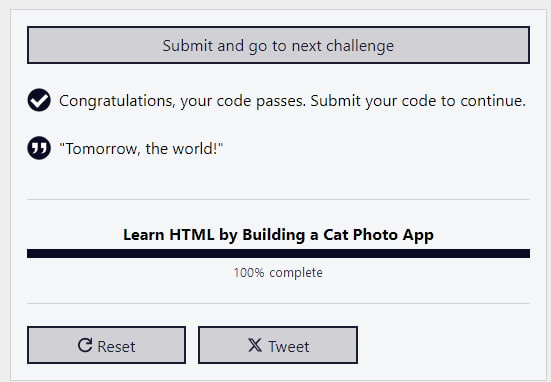 Submit and go to next challenge
Congratulations, your code passes. Submit your code to continue.
"Tomorrow, the world!"
Learn HTML by Building a Cat Photo App
100% complete
Reset
Tweet